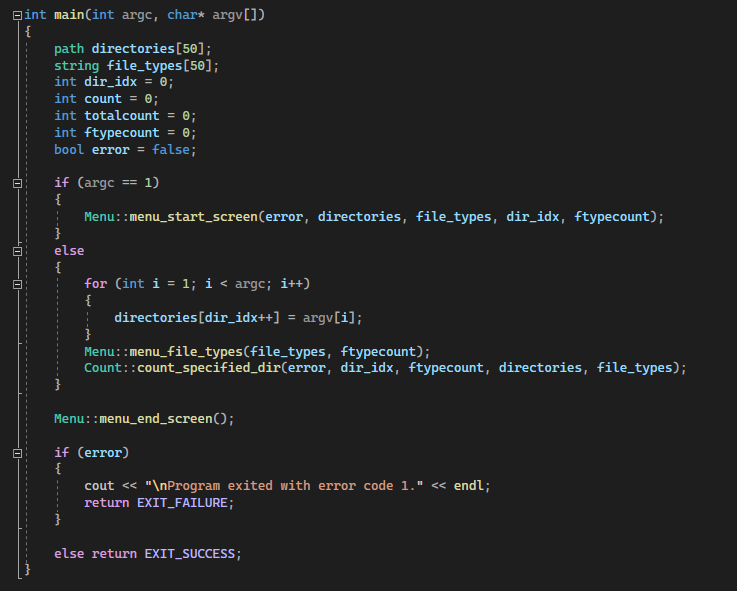 int main(int argc, char* argv[])
{
    path directories[50];
    string file_types[50];
    int dir_idx = 0;
    int count = 0;
    int totalcount = 0;
    int ftypecount = 0;
    bool error = false;

    if (argc == 1)
    {
        Menu::menu_start_screen(error, directories, file_types, dir_idx, ftypecount);
    }
    else
    {
        for (int i = 1; i < argc; i++)
        {
            directories[dir_idx++] = argv[i];
        }
        Menu::menu_file_types(file_types, ftypecount);
        Count::count_specified_dir(error, dir_idx, ftypecount, directories, file_types);
    }

    Menu::menu_end_screen();

    if (error)
    {
        cout << "\nProgram exited with error code 1." << endl;
        return EXIT_FAILURE;
    }

    else return EXIT_SUCCESS;
}